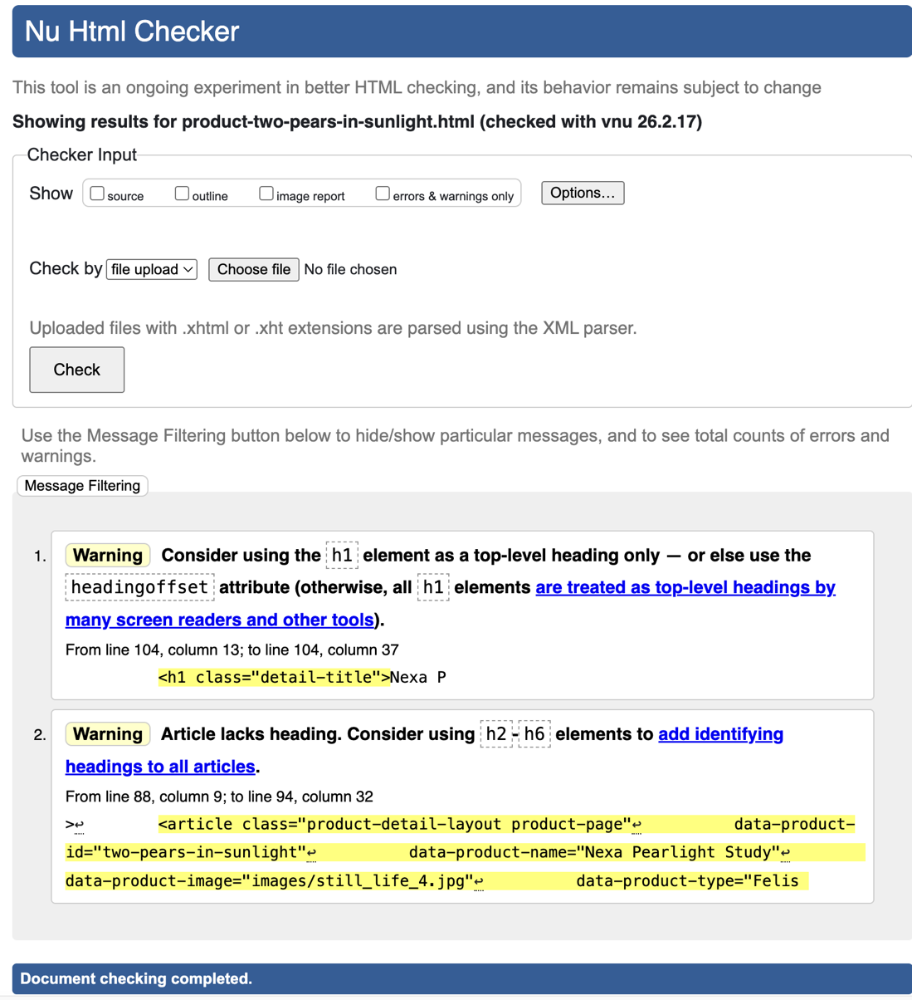 Nu Html Checker
This tool is an ongoing experiment in better HTML checking, and its behavior remains subject to change
Showing results for product-two-pears-in-sunlight.html (checked with vnu 26.2.17)
Checker Input
Show source outline image report errors & warnings only Options...
Check by file upload Choose file No file chosen
Uploaded files with .xhtml or .xht extensions are parsed using the XML parser.
Check
Use the Message Filtering button below to hide/show particular messages, and to see total counts of errors and
warnings.
Message Filtering
1. Warning Consider using the h1 element as a top-level heading only — or else use the
headingoffset attribute (otherwise, all h1 elements are treated as top-level headings by
many screen readers and other tools).
From line 104, column 13; to line 104, column 37
<h1 class="detail-title">Nexa P
2. Warning Article lacks heading. Consider using h2-h6 elements to add identifying
headings to all articles.
From line 88, column 9; to line 94, column 32
>↩ <article class="product-detail-layout product-page"↩ data-product-
id="two-pears-in-sunlight"↩ data-product-name="Nexa Pearlight Study"↩
data-product-image="images/still_life_4.jpg"↩ data-product-type="Felis
Document checking completed.